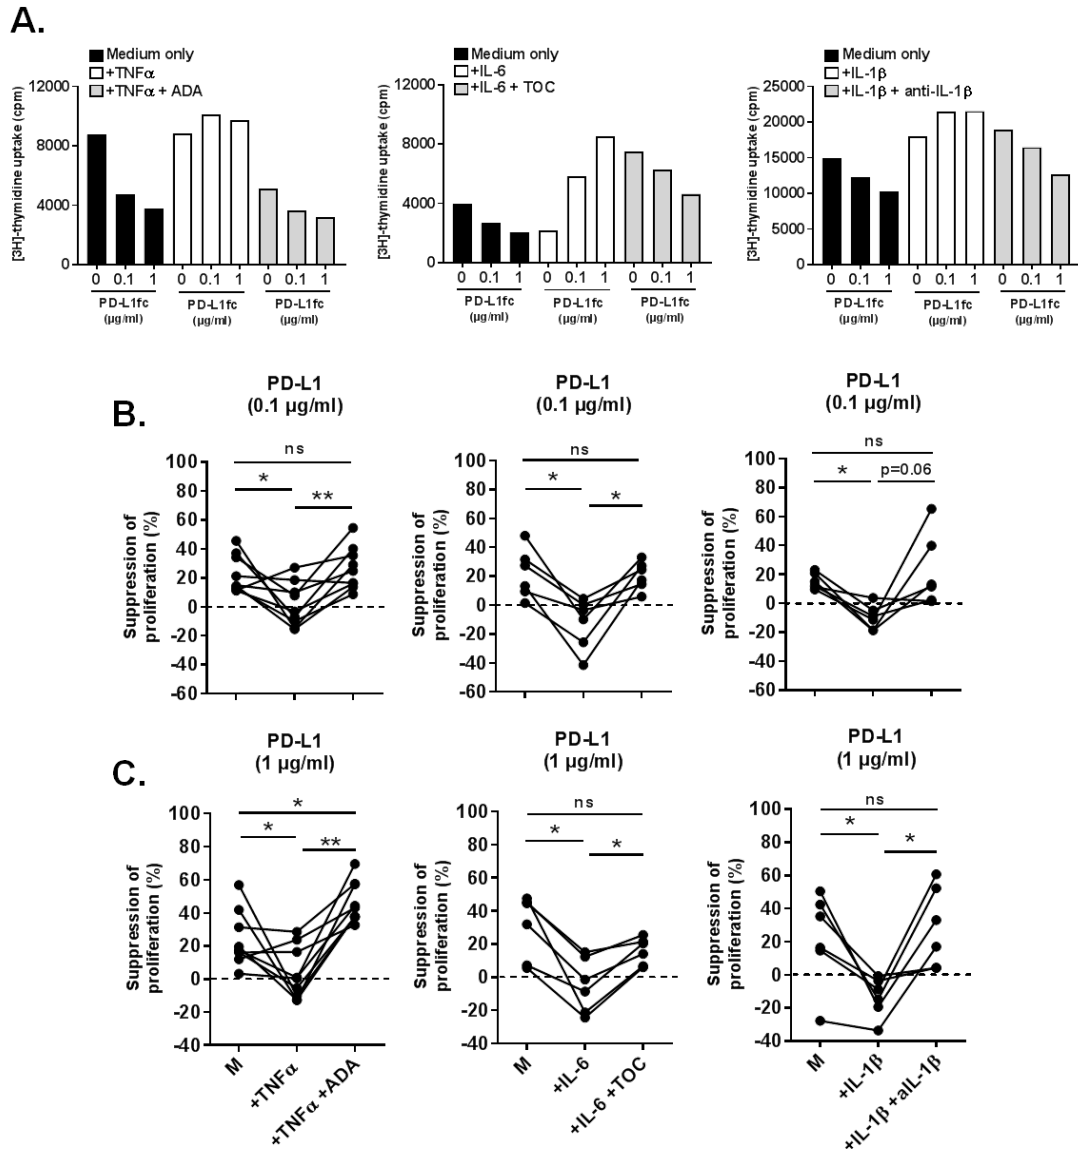 A.
Medium only
+TNFα
+TNFα + ADA
[3H]-thymidine uptake (cpm)
12000
8000
4000
0
0 0.1 1 0 0.1 1 0 0.1 1
PD-L1fc PD-L1fc PD-L1fc
(µg/ml) (µg/ml) (µg/ml)
Medium only
+IL-6
+IL-6 + TOC
[3H]-thymidine uptake (cpm)
12000
8000
4000
0
0 0.1 1 0 0.1 1 0 0.1 1
PD-L1fc PD-L1fc PD-L1fc
(µg/ml) (µg/ml) (µg/ml)
Medium only
+IL-1β
+IL-1β + anti-IL-1β
[3H]-thymidine uptake (cpm)
25000
20000
15000
10000
5000
0
0 0.1 1 0 0.1 1 0 0.1 1
PD-L1fc PD-L1fc PD-L1fc
(µg/ml) (µg/ml) (µg/ml)
B.
PD-L1
(0.1 µg/ml)
ns
* **
Suppression of
proliferation (%)
100
80
60
40
20
0
-20
-40
-60
PD-L1
(0.1 µg/ml)
ns
* *
Suppression of
proliferation (%)
100
80
60
40
20
0
-20
-40
-60
PD-L1
(0.1 µg/ml)
ns
* p=0.06
Suppression of
proliferation (%)
100
80
60
40
20
0
-20
-40
-60
C.
PD-L1
(1 µg/ml)
*
* **
Suppression of
proliferation (%)
100
80
60
40
20
0
-20
-40
M
+TNFα
+TNFα +ADA
PD-L1
(1 µg/ml)
ns
* *
Suppression of
proliferation (%)
100
80
60
40
20
0
-20
-40
M
+IL-6
+IL-6 +TOC
PD-L1
(1 µg/ml)
ns
* *
Suppression of
proliferation (%)
100
80
60
40
20
0
-20
-40
M
+IL-1β
+IL-1β +aIL-1β